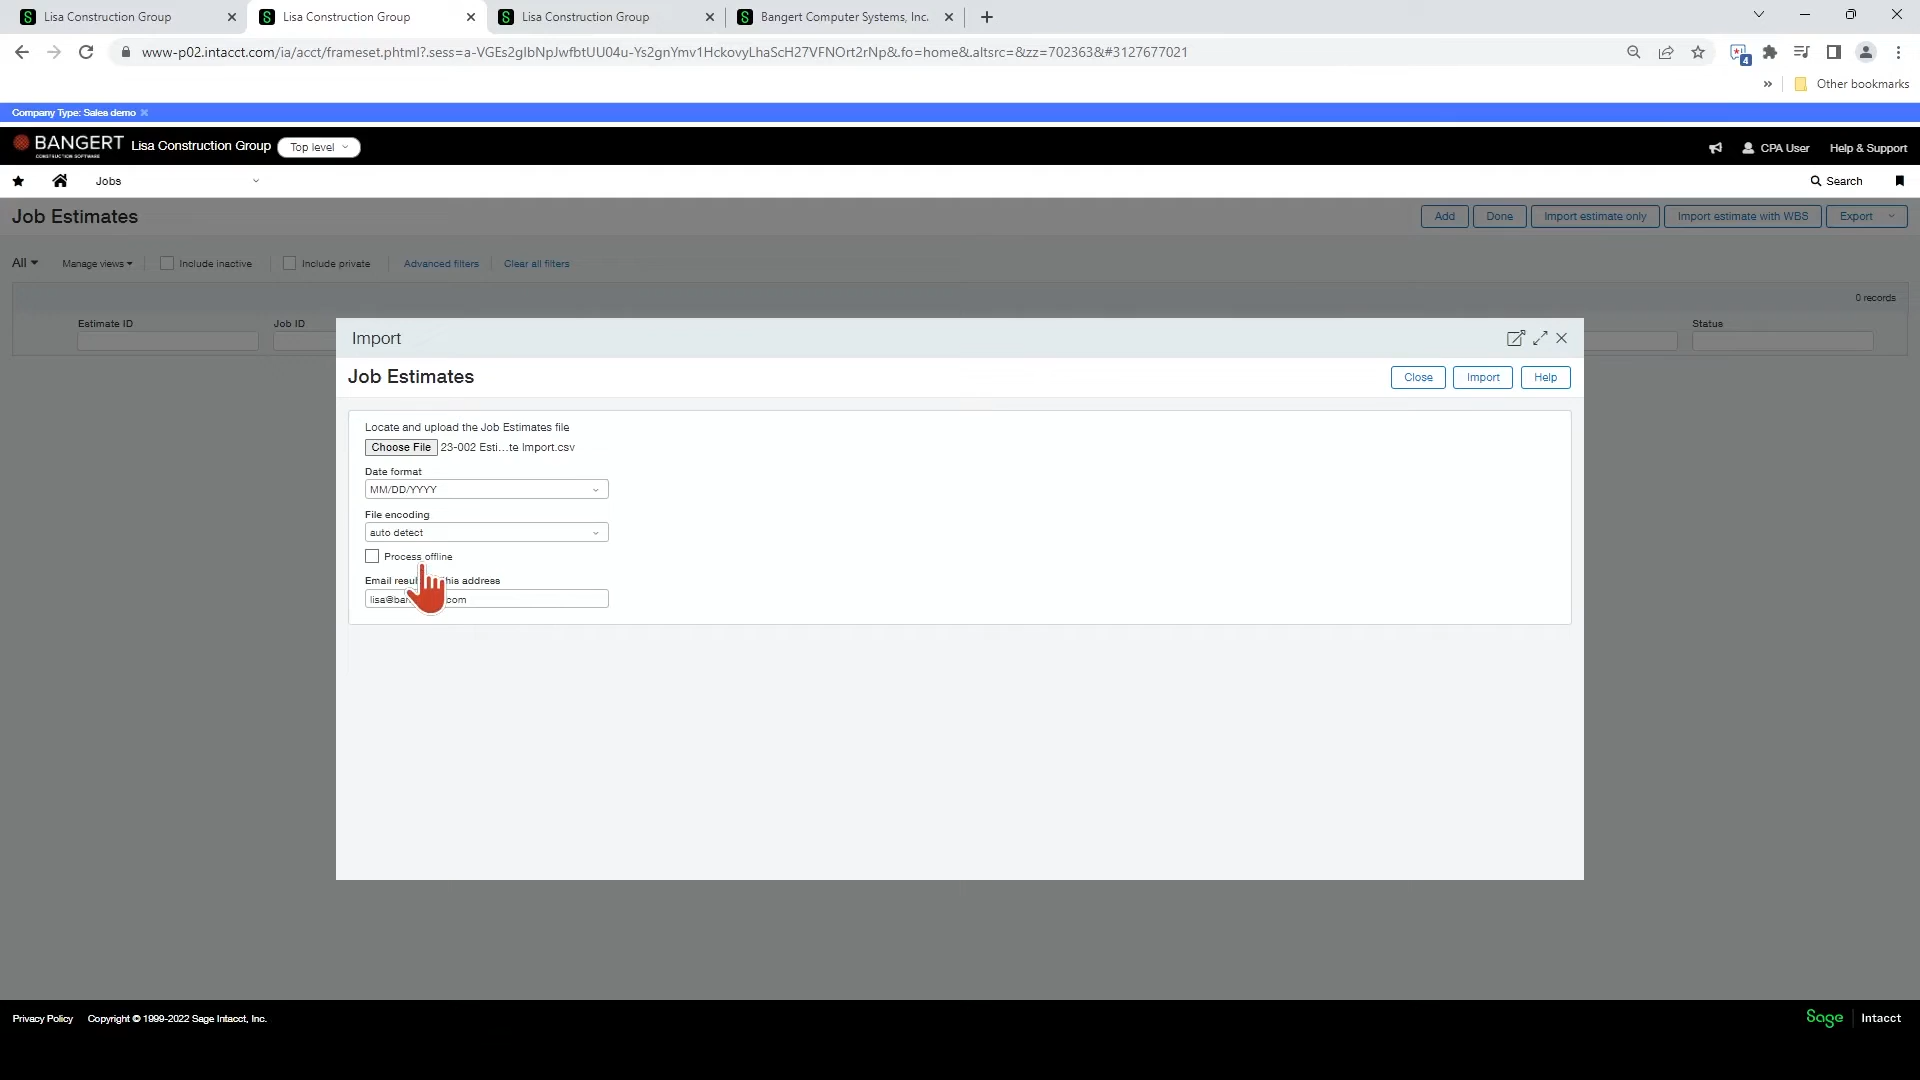 Lisa Construction Group
Lisa Construction Group
Lisa Construction Group
Bangert Computer Systems, Inc.
www-p02.intacct.com/ia/acct/frameset.phtml?.sess=a-VGEs2glbNpJwfbtUU04u-Ys2gnYmv1HckovyLhaScH27VFNOrt2rNp&.fo=home&.altsrc=&zz=702363&#3127677021
4
Other bookmarks
Company Type: Sales demo
BANGERT
CONSTRUCTION SOFTWARE
Lisa Construction Group
Top level
CPA User
Help & Support
Jobs
Search
Job Estimates
Add
Done
Import estimate only
Import estimate with WBS
Export
All
Manage views
Include inactive
Include private
Advanced filters
Clear all filters
0 records
Estimate ID
Job ID
Status
Import
Job Estimates
Close
Import
Help
Locate and upload the Job Estimates file
Choose File 23-002 Esti...te Import.csv
Date format
MM/DD/YYYY
File encoding
auto detect
Process offline
Email address
Privacy Policy
Copyright © 1999-2022 Sage Intacct, Inc.
Sage
Intacct